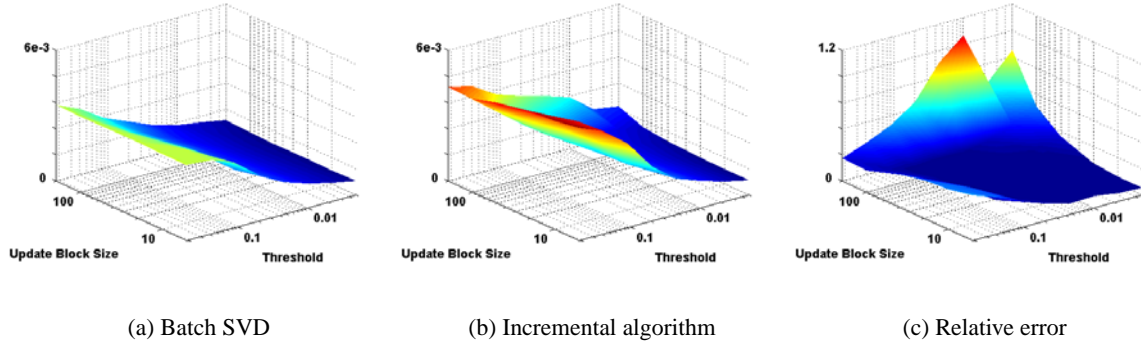 6e-3
0
100
10
Update Block Size
0.1
0.01
Threshold
(a) Batch SVD
6e-3
0
100
10
Update Block Size
0.1
0.01
Threshold
(b) Incremental algorithm
1.2
0
100
10
Update Block Size
0.1
0.01
Threshold
(c) Relative error